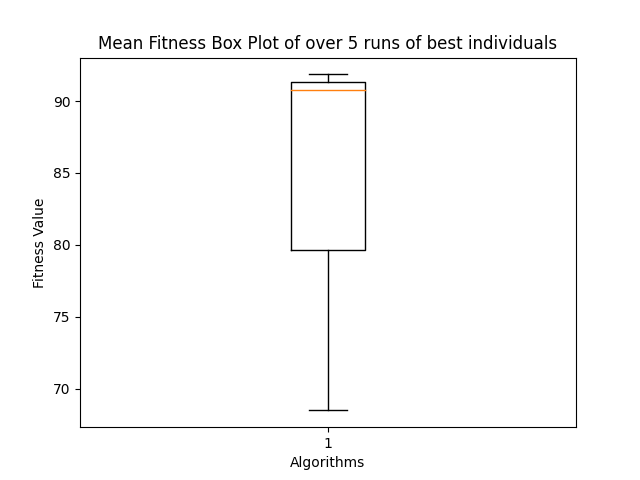 Mean Fitness Box Plot of over 5 runs of best individuals
90
85
80
75
70
Fitness Value
1
Algorithms